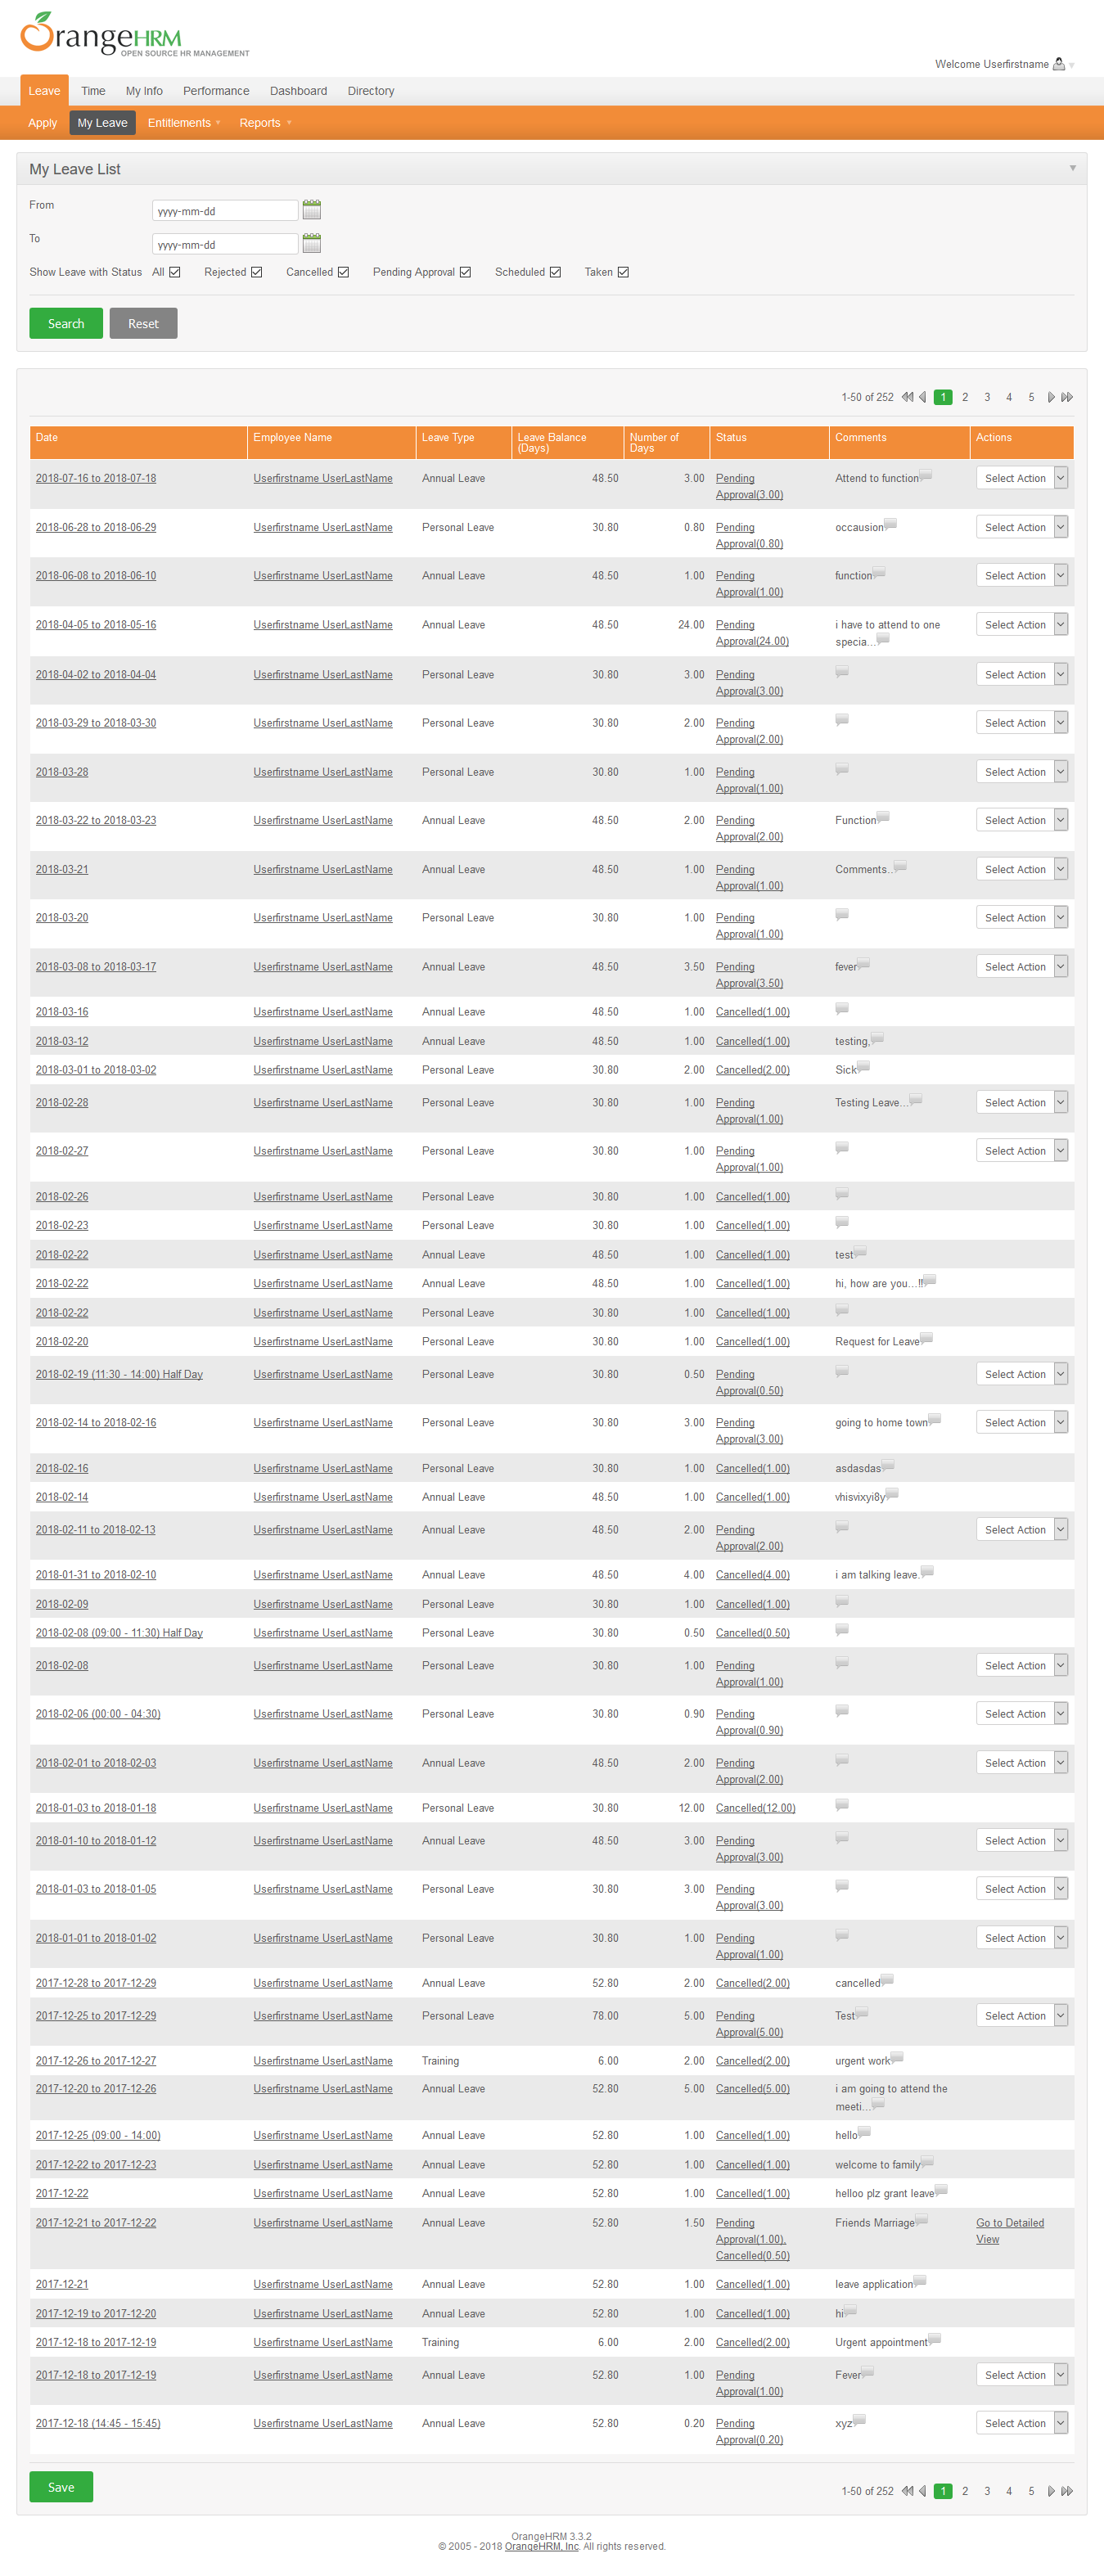 OrangeHRM
OPEN SOURCE HR MANAGEMENT
Welcome Userfirstname
Leave Time My Info Performance Dashboard Directory
Apply My Leave Entitlements Reports
My Leave List
From yyyy-mm-dd
To yyyy-mm-dd
Show Leave with Status All Rejected Cancelled Pending Approval Scheduled Taken
Search Reset
1-50 of 252 1 2 3 4 5
Date Employee Name Leave Type Leave Balance (Days) Number of Days Status Comments Actions
2018-07-16 to 2018-07-18 Userfirstname UserLastName Annual Leave 48.50 3.00 Pending Approval(3.00) Attend to function Select Action
2018-06-28 to 2018-06-29 Userfirstname UserLastName Personal Leave 30.80 0.80 Pending Approval(0.80) occausion Select Action
2018-06-08 to 2018-06-10 Userfirstname UserLastName Annual Leave 48.50 1.00 Pending Approval(1.00) function Select Action
2018-04-05 to 2018-05-16 Userfirstname UserLastName Annual Leave 48.50 24.00 Pending Approval(24.00) i have to attend to one specia... Select Action
2018-04-02 to 2018-04-04 Userfirstname UserLastName Personal Leave 30.80 3.00 Pending Approval(3.00) Select Action
2018-03-29 to 2018-03-30 Userfirstname UserLastName Personal Leave 30.80 2.00 Pending Approval(2.00) Select Action
2018-03-28 Userfirstname UserLastName Personal Leave 30.80 1.00 Pending Approval(1.00) Select Action
2018-03-22 to 2018-03-23 Userfirstname UserLastName Annual Leave 48.50 2.00 Pending Approval(2.00) Function Select Action
2018-03-21 Userfirstname UserLastName Annual Leave 48.50 1.00 Pending Approval(1.00) Comments.. Select Action
2018-03-20 Userfirstname UserLastName Personal Leave 30.80 1.00 Pending Approval(1.00) Select Action
2018-03-08 to 2018-03-17 Userfirstname UserLastName Annual Leave 48.50 3.50 Pending Approval(3.50) fever Select Action
2018-03-16 Userfirstname UserLastName Annual Leave 48.50 1.00 Cancelled(1.00)
2018-03-12 Userfirstname UserLastName Annual Leave 48.50 1.00 Cancelled(1.00) testing,
2018-03-01 to 2018-03-02 Userfirstname UserLastName Personal Leave 30.80 2.00 Cancelled(2.00) Sick
2018-02-28 Userfirstname UserLastName Personal Leave 30.80 1.00 Pending Approval(1.00) Testing Leave... Select Action
2018-02-27 Userfirstname UserLastName Personal Leave 30.80 1.00 Pending Approval(1.00) Select Action
2018-02-26 Userfirstname UserLastName Personal Leave 30.80 1.00 Cancelled(1.00)
2018-02-23 Userfirstname UserLastName Personal Leave 30.80 1.00 Cancelled(1.00)
2018-02-22 Userfirstname UserLastName Annual Leave 48.50 1.00 Cancelled(1.00) test
2018-02-22 Userfirstname UserLastName Annual Leave 48.50 1.00 Cancelled(1.00) hi, how are you...!!
2018-02-22 Userfirstname UserLastName Personal Leave 30.80 1.00 Cancelled(1.00)
2018-02-20 Userfirstname UserLastName Personal Leave 30.80 1.00 Cancelled(1.00) Request for Leave
2018-02-19 (11:30 - 14:00) Half Day Userfirstname UserLastName Personal Leave 30.80 0.50 Pending Approval(0.50) Select Action
2018-02-14 to 2018-02-16 Userfirstname UserLastName Personal Leave 30.80 3.00 Pending Approval(3.00) going to home town Select Action
2018-02-16 Userfirstname UserLastName Personal Leave 30.80 1.00 Cancelled(1.00) asdasdas
2018-02-14 Userfirstname UserLastName Annual Leave 48.50 1.00 Cancelled(1.00) vhisvixyi8y
2018-02-11 to 2018-02-13 Userfirstname UserLastName Annual Leave 48.50 2.00 Pending Approval(2.00) Select Action
2018-01-31 to 2018-02-10 Userfirstname UserLastName Annual Leave 48.50 4.00 Cancelled(4.00) i am talking leave.
2018-02-09 Userfirstname UserLastName Personal Leave 30.80 1.00 Cancelled(1.00)
2018-02-08 (09:00 - 11:30) Half Day Userfirstname UserLastName Personal Leave 30.80 0.50 Cancelled(0.50)
2018-02-08 Userfirstname UserLastName Personal Leave 30.80 1.00 Pending Approval(1.00) Select Action
2018-02-06 (00:00 - 04:30) Userfirstname UserLastName Personal Leave 30.80 0.90 Pending Approval(0.90) Select Action
2018-02-01 to 2018-02-03 Userfirstname UserLastName Annual Leave 48.50 2.00 Pending Approval(2.00) Select Action
2018-01-03 to 2018-01-18 Userfirstname UserLastName Personal Leave 30.80 12.00 Cancelled(12.00)
2018-01-10 to 2018-01-12 Userfirstname UserLastName Annual Leave 48.50 3.00 Pending Approval(3.00) Select Action
2018-01-03 to 2018-01-05 Userfirstname UserLastName Personal Leave 30.80 3.00 Pending Approval(3.00) Select Action
2018-01-01 to 2018-01-02 Userfirstname UserLastName Personal Leave 30.80 1.00 Pending Approval(1.00) Select Action
2017-12-28 to 2017-12-29 Userfirstname UserLastName Annual Leave 52.80 2.00 Cancelled(2.00) cancelled
2017-12-25 to 2017-12-29 Userfirstname UserLastName Personal Leave 78.00 5.00 Pending Approval(5.00) Test Select Action
2017-12-26 to 2017-12-27 Userfirstname UserLastName Training 6.00 2.00 Cancelled(2.00) urgent work
2017-12-20 to 2017-12-26 Userfirstname UserLastName Annual Leave 52.80 5.00 Cancelled(5.00) i am going to attend the meeti...
2017-12-25 (09:00 - 14:00) Userfirstname UserLastName Annual Leave 52.80 1.00 Cancelled(1.00) hello
2017-12-22 to 2017-12-23 Userfirstname UserLastName Annual Leave 52.80 1.00 Cancelled(1.00) welcome to family
2017-12-22 Userfirstname UserLastName Annual Leave 52.80 1.00 Cancelled(1.00) helloo plz grant leave
2017-12-21 to 2017-12-22 Userfirstname UserLastName Annual Leave 52.80 1.50 Pending Approval(1.00), Cancelled(0.50) Friends Marriage Go to Detailed View
2017-12-21 Userfirstname UserLastName Annual Leave 52.80 1.00 Cancelled(1.00) leave application
2017-12-19 to 2017-12-20 Userfirstname UserLastName Annual Leave 52.80 1.00 Cancelled(1.00) hi
2017-12-18 to 2017-12-19 Userfirstname UserLastName Training 6.00 2.00 Cancelled(2.00) Urgent appointment
2017-12-18 to 2017-12-19 Userfirstname UserLastName Annual Leave 52.80 1.00 Pending Approval(1.00) Fever Select Action
2017-12-18 (14:45 - 15:45) Userfirstname UserLastName Annual Leave 52.80 0.20 Pending Approval(0.20) xyz Select Action
Save 1-50 of 252 1 2 3 4 5
OrangeHRM 3.3.2
© 2005 - 2018 OrangeHRM, Inc. All rights reserved.